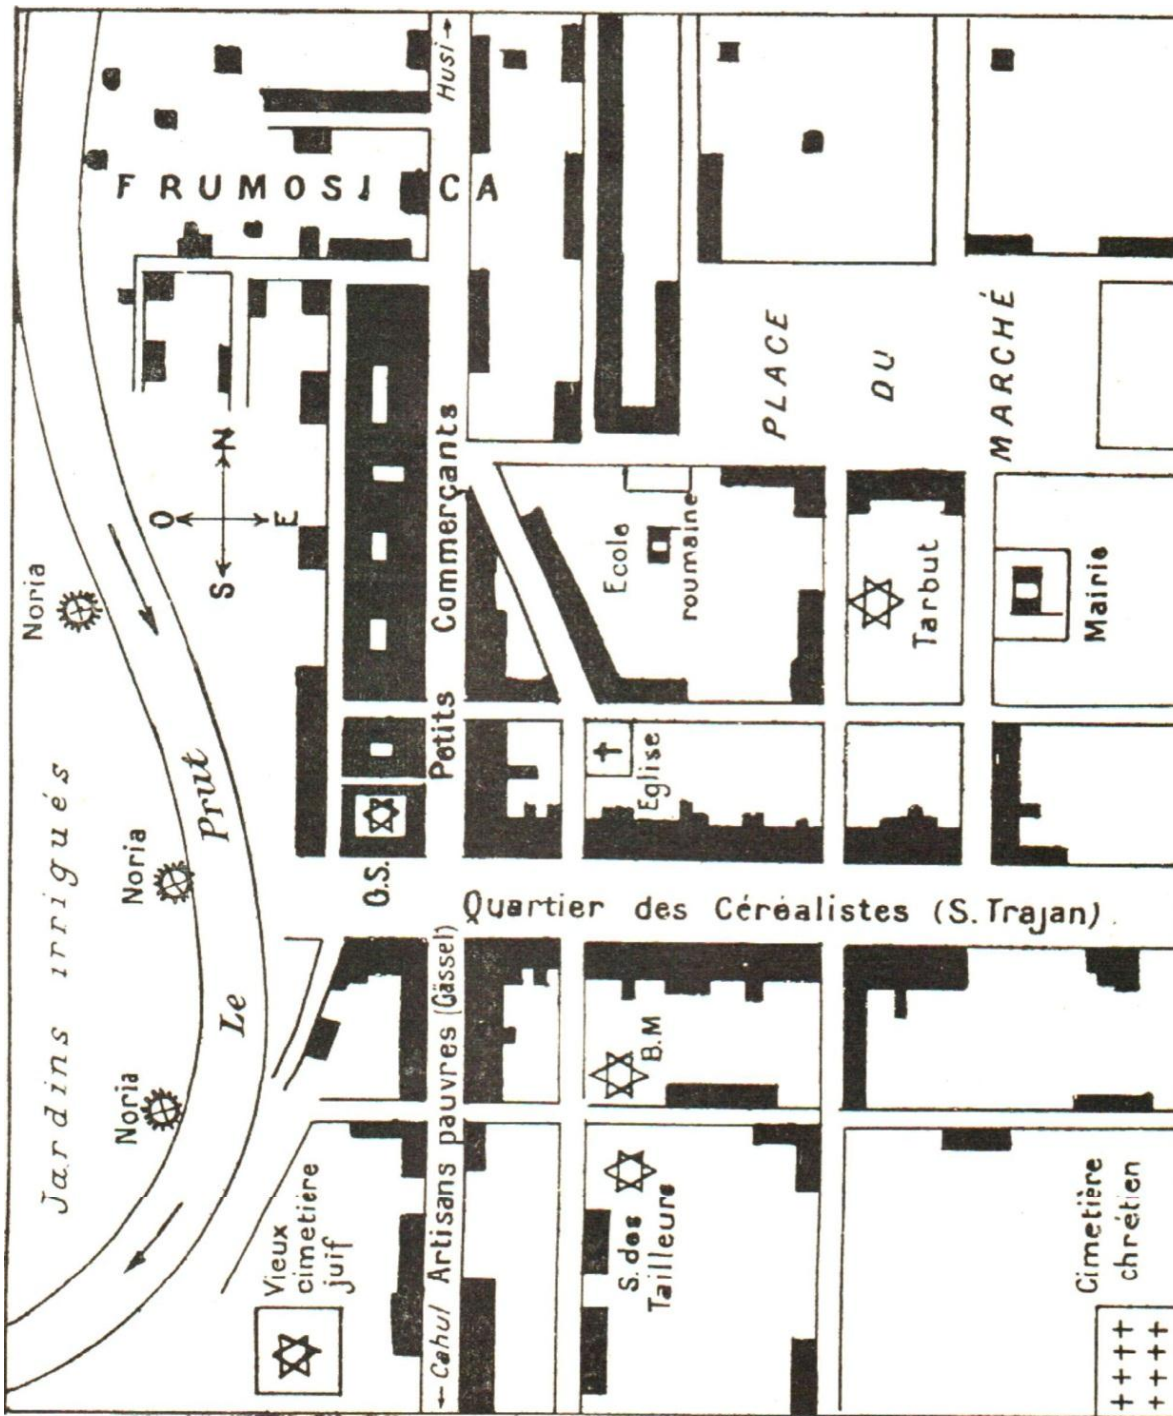 Husi →
FRUMOSICA
PLACE
DU
MARCHÉ
N
O
E
S
Noria
Petits Commerçants
Ecole
roumaine
Tarbut
Mairie
Jardins irrigués
Le Prut
Noria
Eglise
G.S.
Quartier des Céréalistes (S. Trajan)
Noria
B.M
← Cahul Artisans pauvres (Gässel)
Vieux
cimetière
juif
S. des
Tailleurs
Cimetière
chrétien